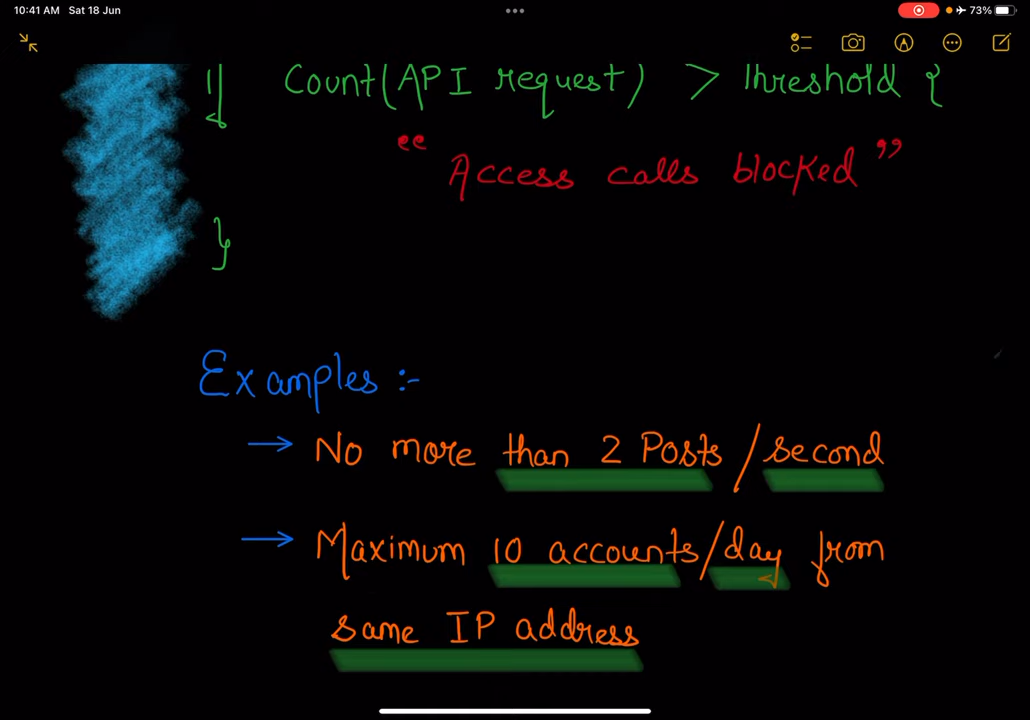 10:41 AM Sat 18 Jun
73%
Count(API request) > Threshold {
“ Access calls blocked ”
}
Examples :-
→ No more than 2 Posts / second
→ Maximum 10 accounts/day from
same IP address